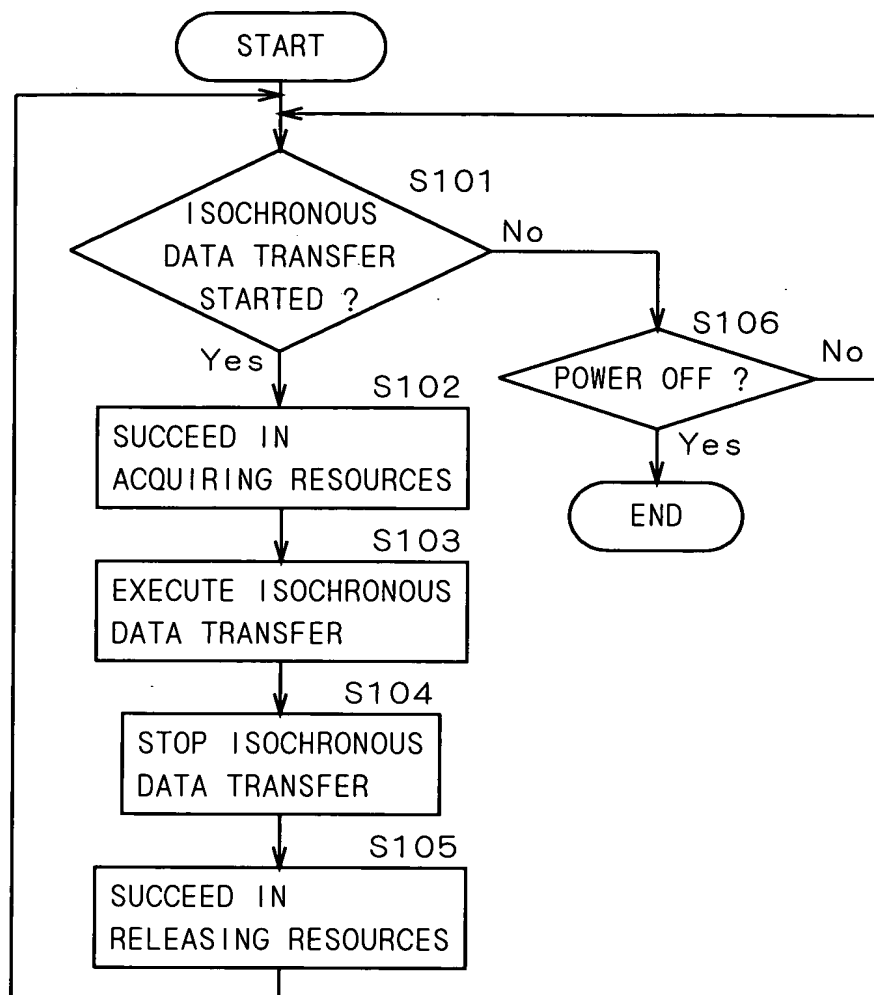 START
S101
ISOCHRONOUS
DATA TRANSFER
STARTED ?
No
Yes
S106
POWER OFF ?
No
Yes
END
S102
SUCCEED IN
ACQUIRING RESOURCES
S103
EXECUTE ISOCHRONOUS
DATA TRANSFER
S104
STOP ISOCHRONOUS
DATA TRANSFER
S105
SUCCEED IN
RELEASING RESOURCES